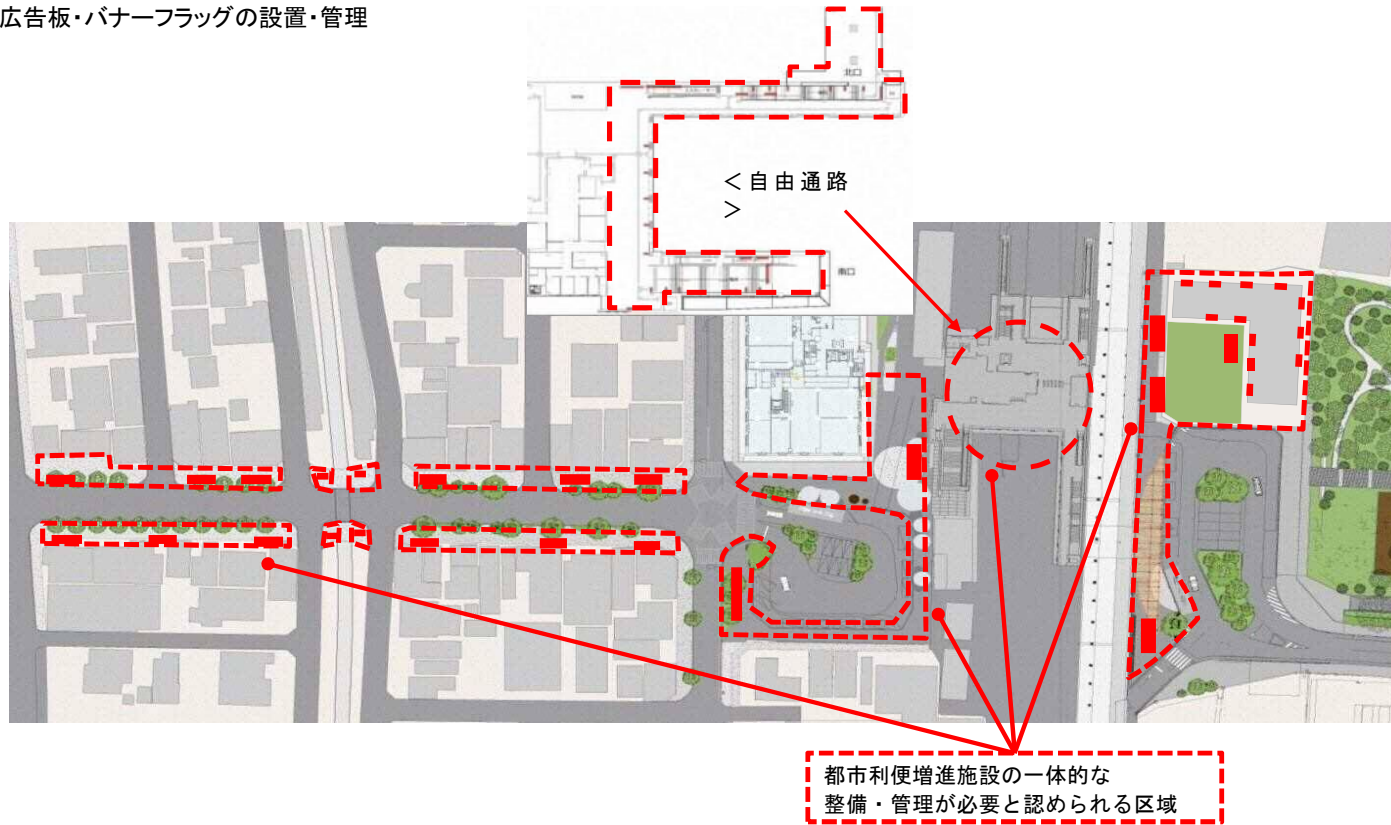 広告板・バナーフラッグの設置・管理
北口
＜自由通路
＞
南口
都市利便増進施設の一体的な
整備・管理が必要と認められる区域